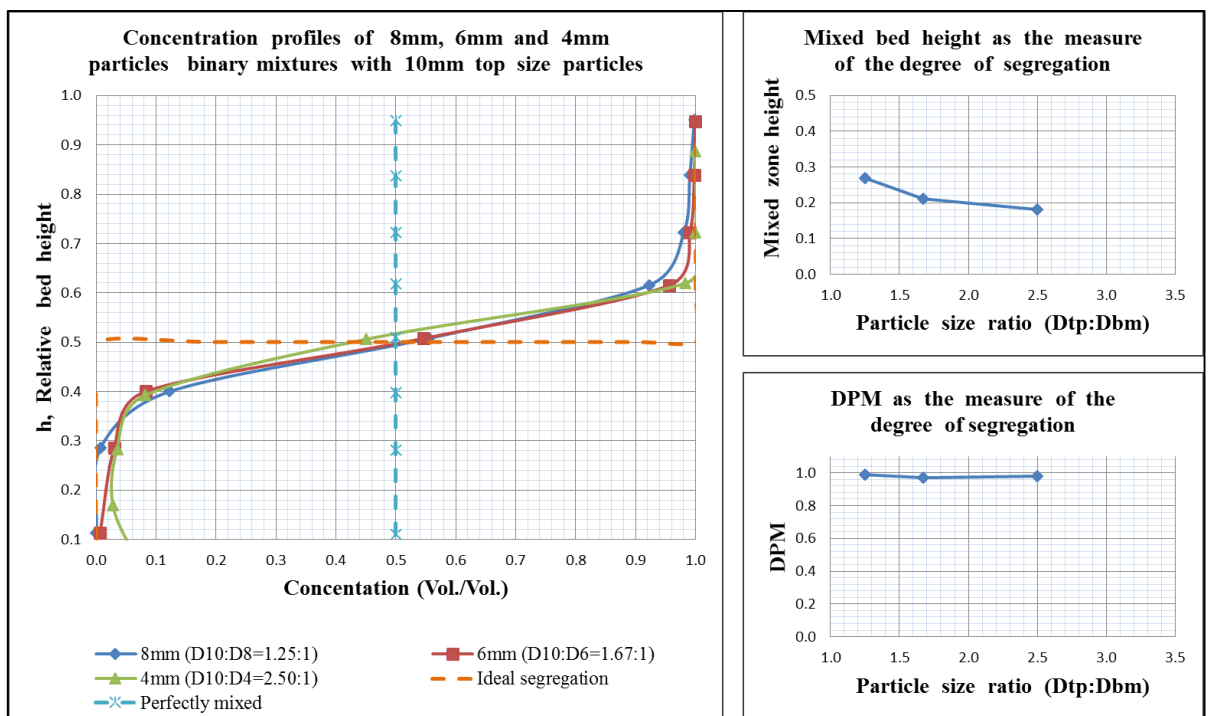 Concentration profiles of 8mm, 6mm and 4mm
particles binary mixtures with 10mm top size particles
1.0
0.9
0.8
0.7
0.6
0.5
0.4
0.3
0.2
0.1
h, Relative bed height
0.0 0.1 0.2 0.3 0.4 0.5 0.6 0.7 0.8 0.9 1.0
Concentation (Vol./Vol.)
8mm (D10:D8=1.25:1)
6mm (D10:D6=1.67:1)
4mm (D10:D4=2.50:1)
Ideal segregation
Perfectly mixed
Mixed bed height as the measure
of the degree of segregation
0.5
0.4
0.3
0.2
0.1
0.0
Mixed zone height
1.0 1.5 2.0 2.5 3.0 3.5
Particle size ratio (Dtp:Dbm)
DPM as the measure of the
degree of segregation
1.0
0.8
0.6
0.4
0.2
0.0
DPM
1.0 1.5 2.0 2.5 3.0 3.5
Particle size ratio (Dtp:Dbm)